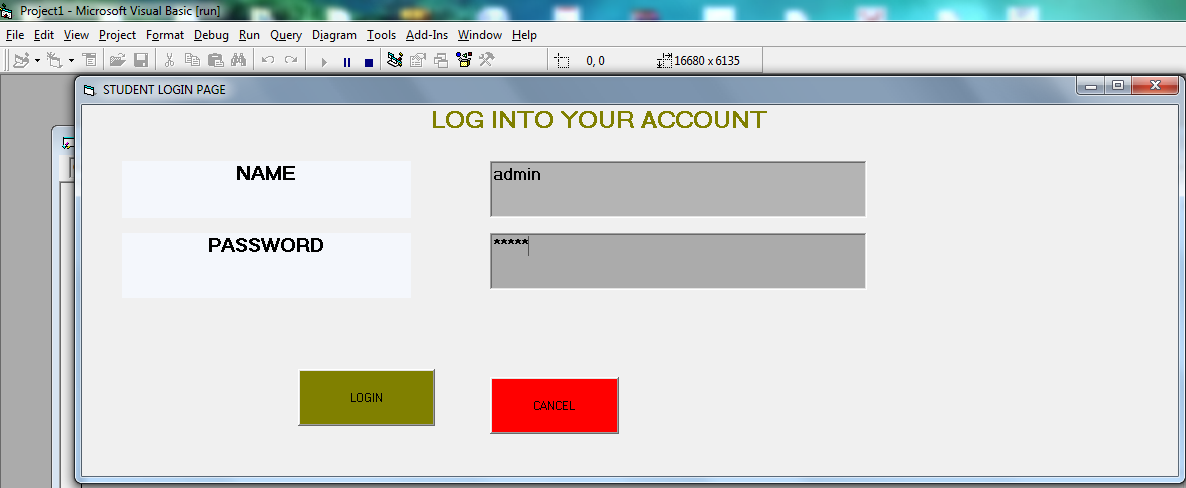 Project1 - Microsoft Visual Basic [run]
File Edit View Project Format Debug Run Query Diagram Tools Add-Ins Window Help
0, 0 16680 x 6135
STUDENT LOGIN PAGE
LOG INTO YOUR ACCOUNT
NAME admin
PASSWORD *****
LOGIN CANCEL